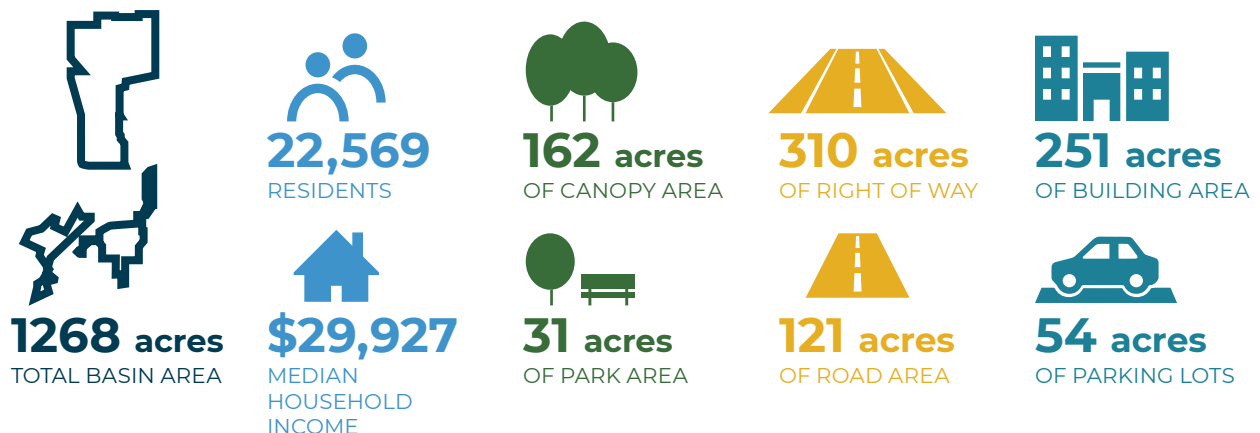 1268 acres
TOTAL BASIN AREA
22,569
RESIDENTS
$29,927
MEDIAN
HOUSEHOLD
INCOME
162 acres
OF CANOPY AREA
31 acres
OF PARK AREA
310 acres
OF RIGHT OF WAY
121 acres
OF ROAD AREA
251 acres
OF BUILDING AREA
54 acres
OF PARKING LOTS